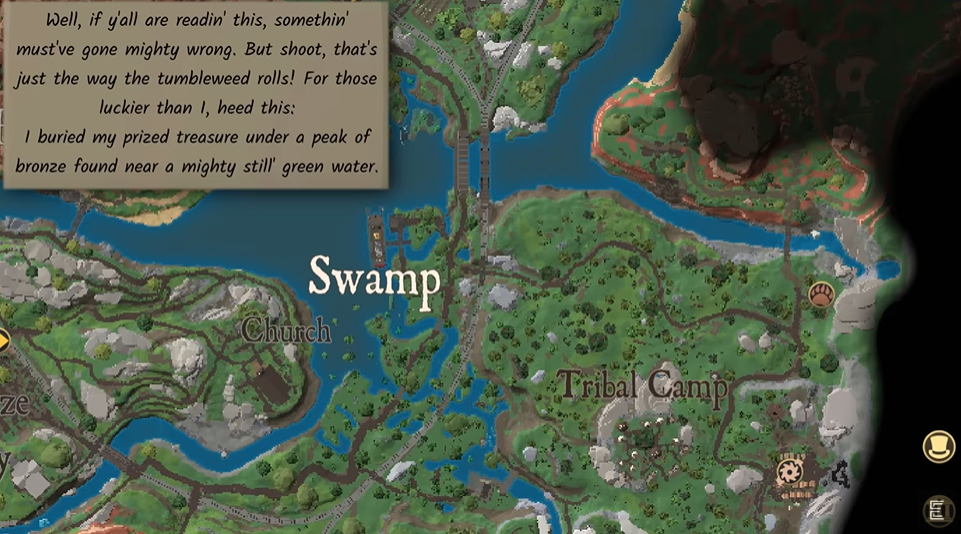 Well, if y'all are readin' this, somethin'
must've gone mighty wrong. But shoot, that's
just the way the tumbleweed rolls! For those
luckier than I, heed this:
I buried my prized treasure under a peak of
bronze found near a mighty still' green water.
Swamp
Church
Tribal Camp
ze
y